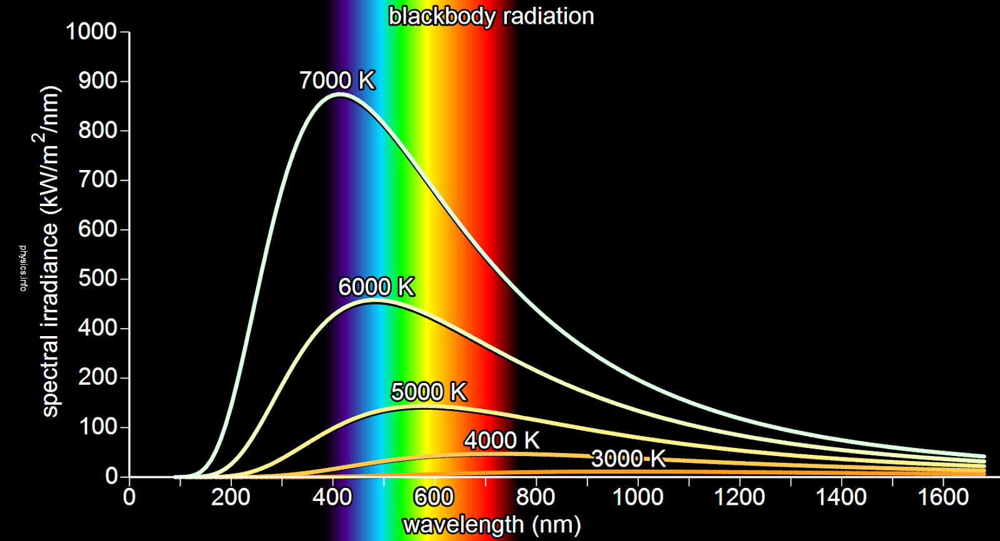 blackbody radiation
1000
900
800
700
600
500
400
200
100
0
spectral irradiance (kW/m²/nm)
physics.info
7000 K
6000 K
5000 K
4000 K
3000 K
0 200 400 600 800 1000 1200 1400 1600
wavelength (nm)